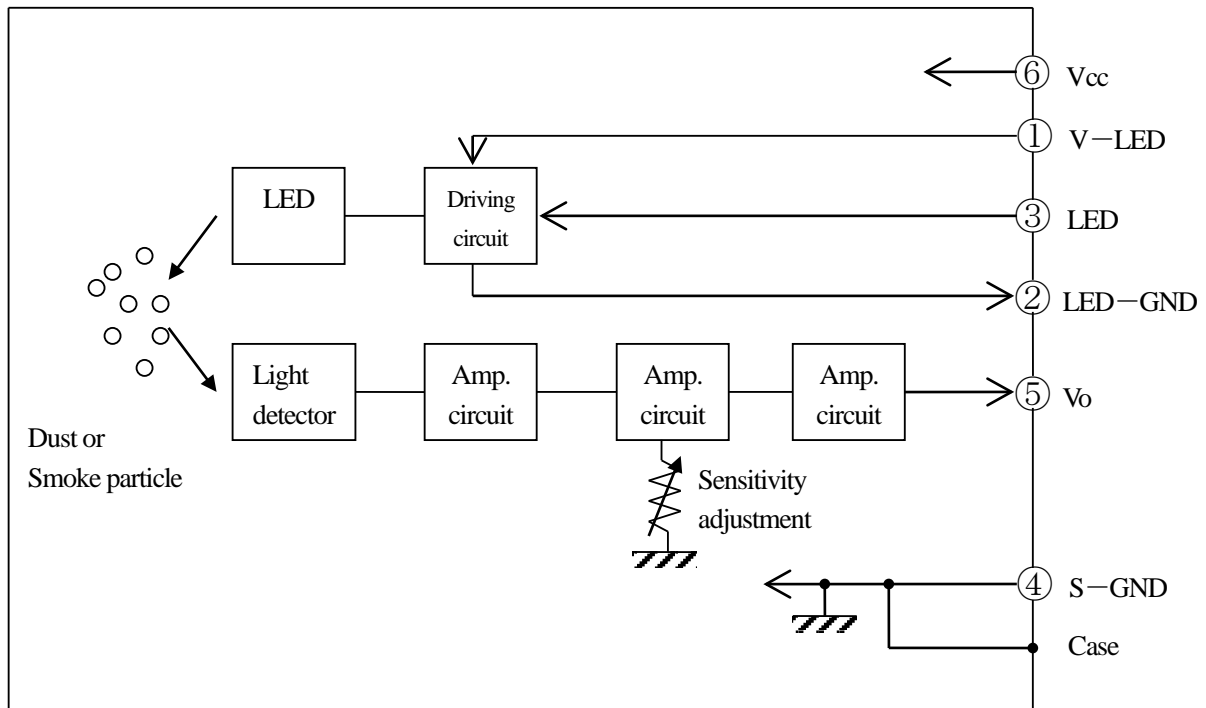 ⑥ Vcc
① V－LED
LED
Driving
circuit
③ LED
② LED－GND
Light
detector
Amp.
circuit
Amp.
circuit
Amp.
circuit
⑤ Vo
Dust or
Smoke particle
Sensitivity
adjustment
④ S－GND
Case